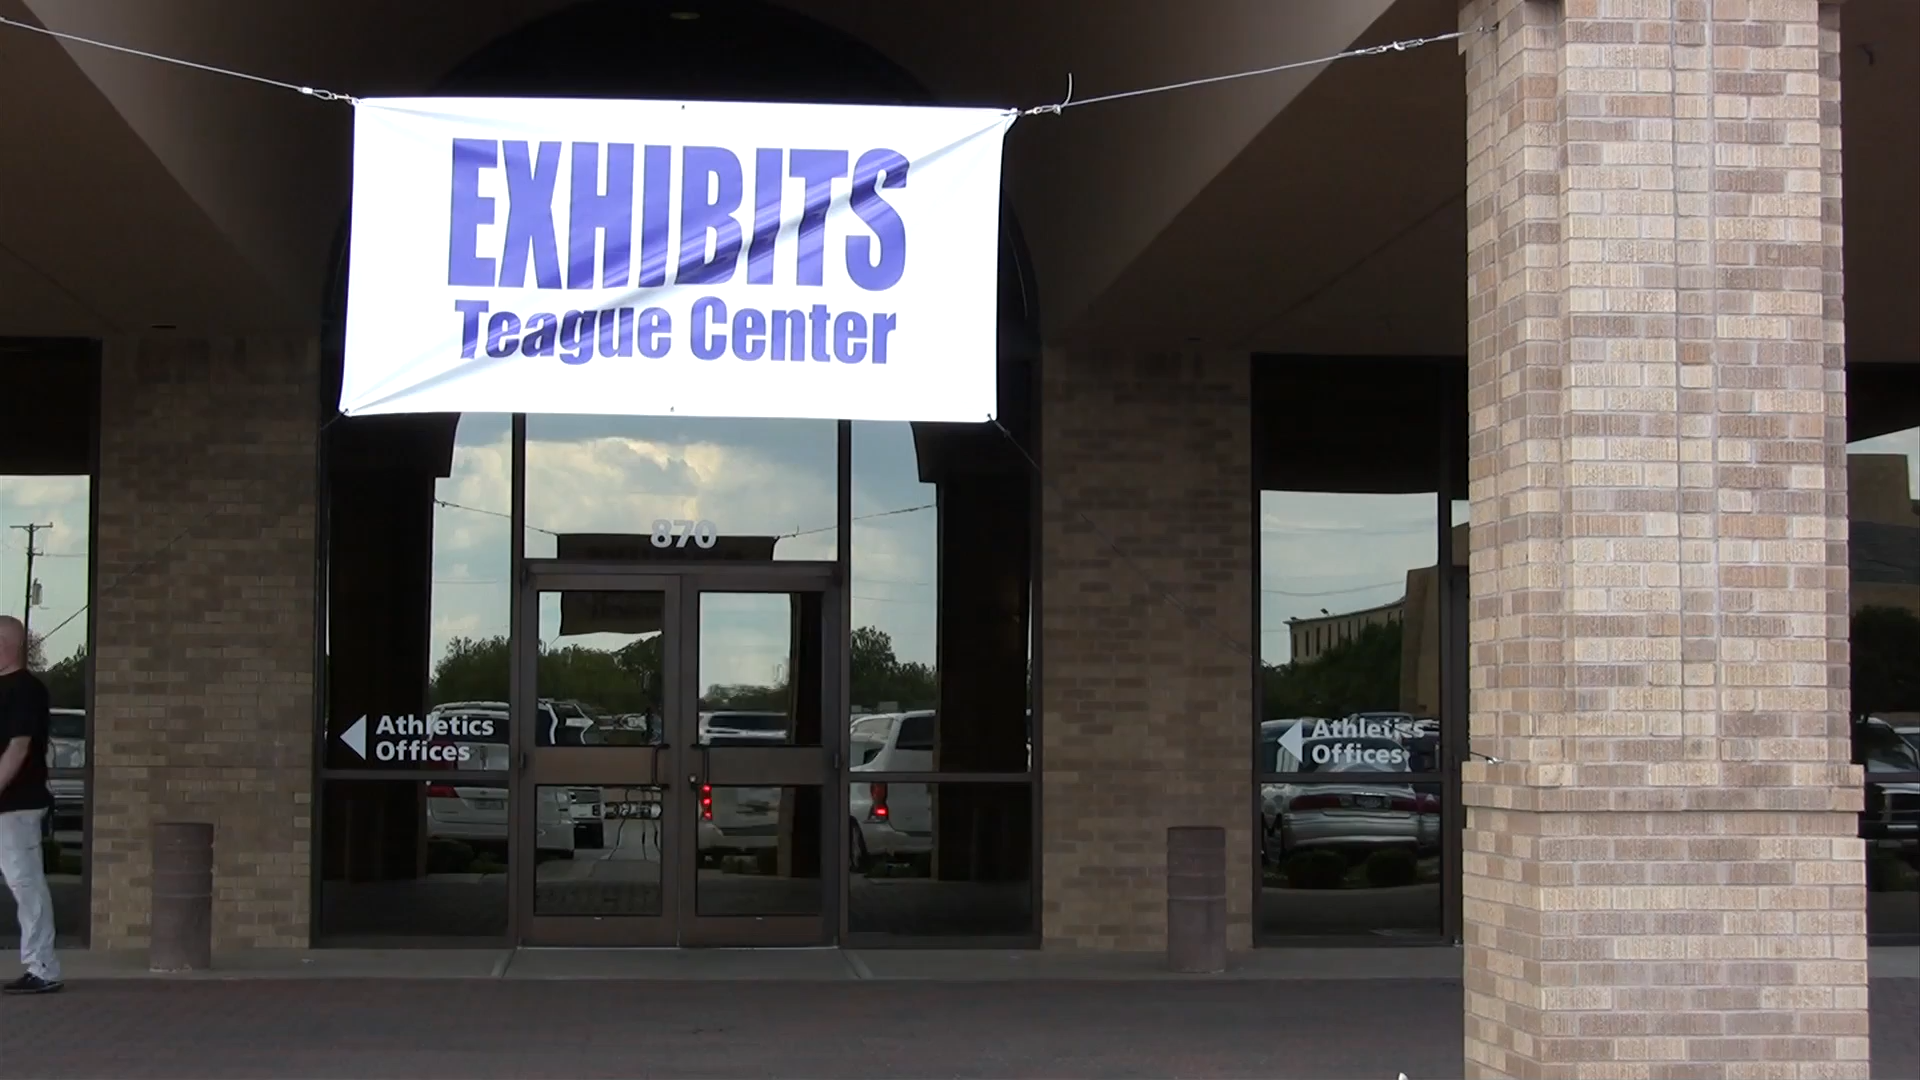 EXHIBITS
Teague Center
870
Athletics
Offices
Athletics
Offices